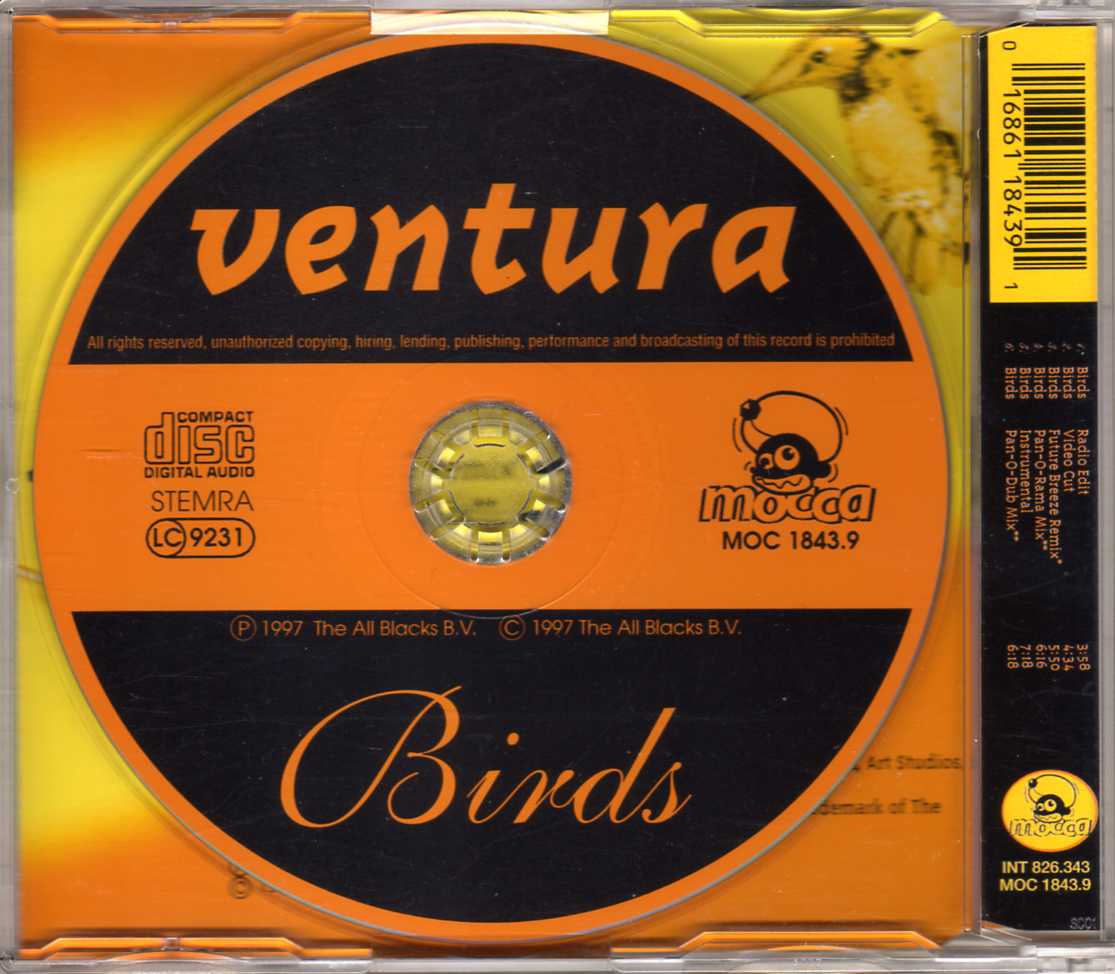 ventura
All rights reserved, unauthorized copying, hiring, lending, publishing, performance and broadcasting of this record is prohibited
COMPACT
disc
DIGITAL AUDIO
STEMRA
LC 9231
mocca
MOC 1843.9
Ⓟ 1997 The All Blacks B.V. © 1997 The All Blacks B.V.
Birds
Art Studios,
of The
0 16861 18439 1
1. Birds Radio Edit 3:58
2. Birds Video Cut 4:34
3. Birds Future Breeze Remix* 5:50
4. Birds Pan-O-Rama Mix** 6:16
5. Birds Instrumental 7:18
6. Birds Pan-O-Dub Mix** 6:18
mocca
INT 826.343
MOC 1843.9
SC01